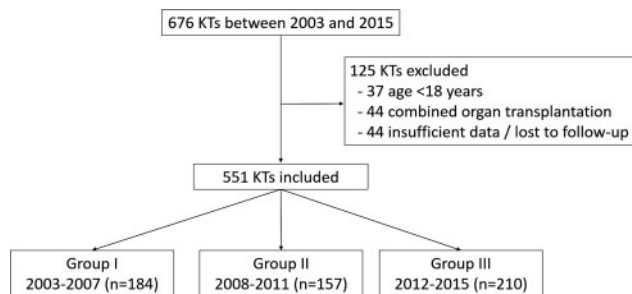 676 KTs between 2003 and 2015
125 KTs excluded
- 37 age <18 years
- 44 combined organ transplantation
- 44 insufficient data / lost to follow-up
551 KTs included
Group I
2003-2007 (n=184)
Group II
2008-2011 (n=157)
Group III
2012-2015 (n=210)